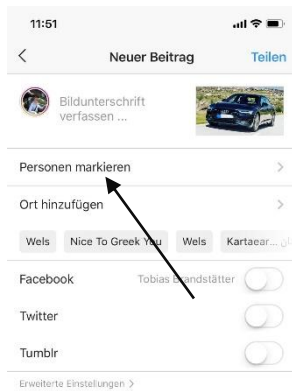 11:51
Neuer Beitrag
Teilen
Bildunterschrift
verfassen ...
Personen markieren
Ort hinzufügen
Wels Nice To Greek You Wels Kartaear...
Facebook Tobias Brandstätter
Twitter
Tumblr
Erweiterte Einstellungen >